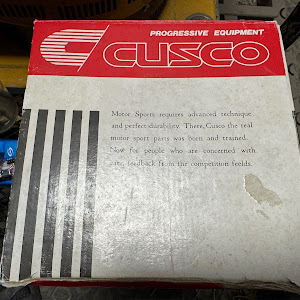 PROGRESSIVE EQUIPMENT
CUSCO
Motor Sports requires advanced technique
and perfect durability. There, Cusco the real
motor sport parts was born and trained.
Now for people who are concerned with
cars, feedback from the competition feelds.